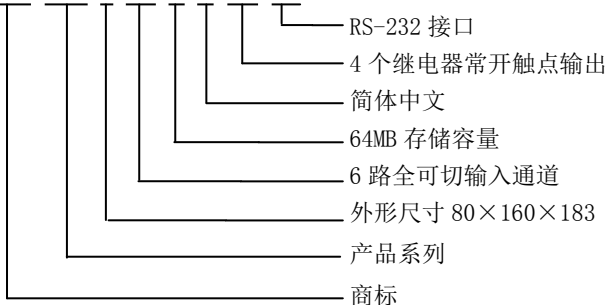 RS-232 接口
4 个继电器常开触点输出
简体中文
64MB 存储容量
6 路全可切输入通道
外形尺寸 80×160×183
产品系列
商标